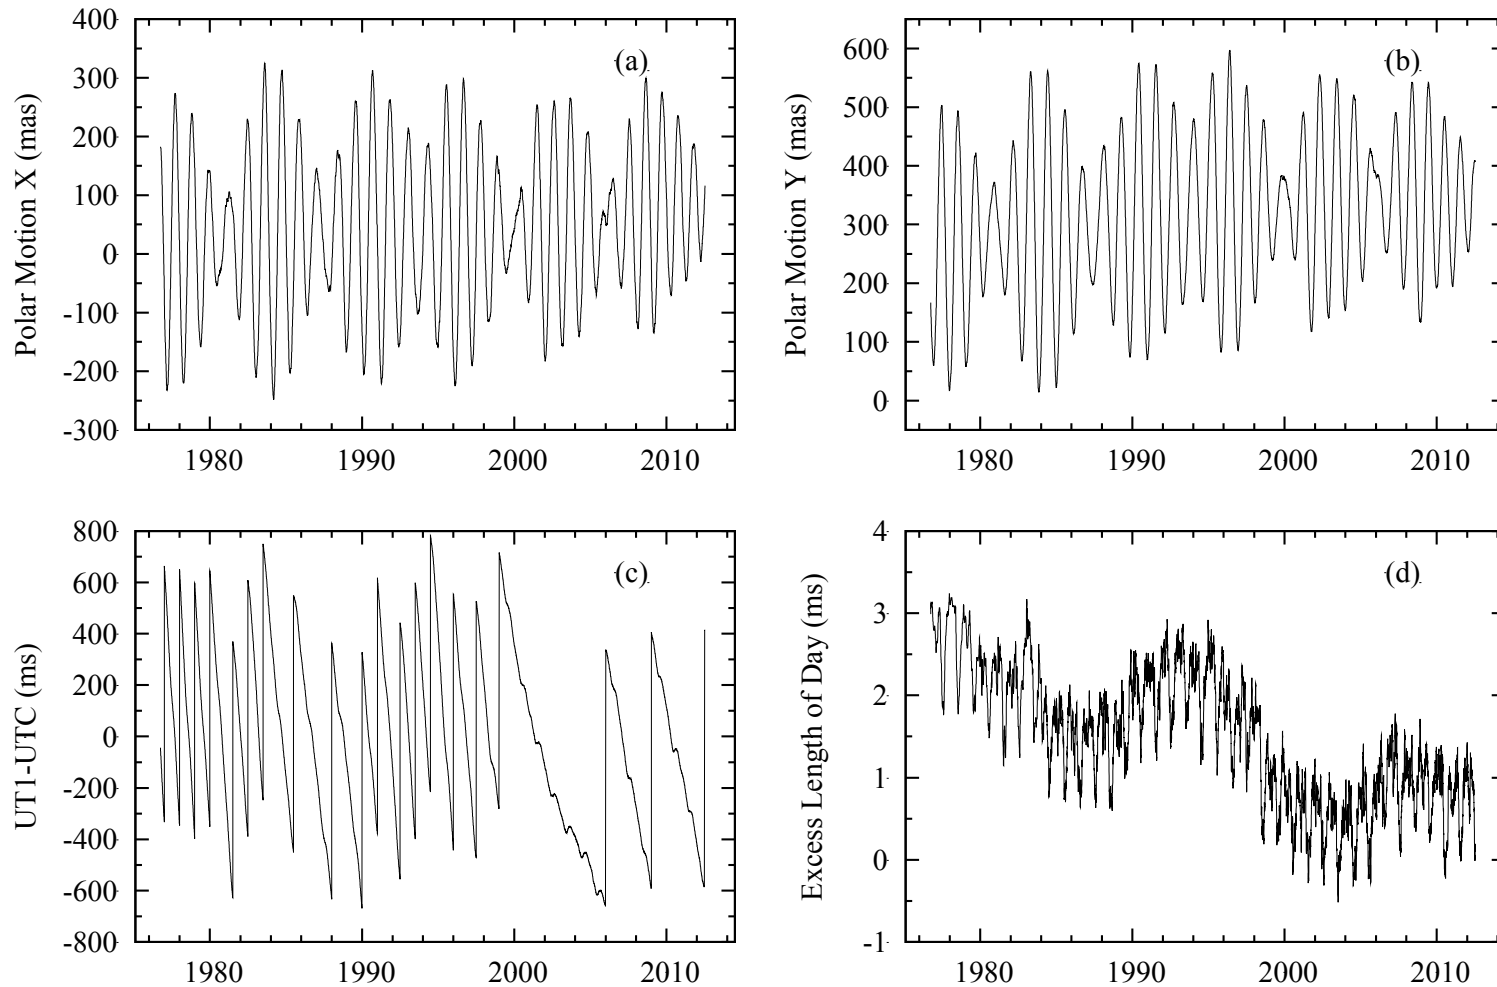 400
300
200
100
0
-100
-200
-300
Polar Motion X (mas)
(a)
1980 1990 2000 2010
600
500
400
300
200
100
0
Polar Motion Y (mas)
(b)
1980 1990 2000 2010
800
600
400
200
0
-200
-400
-600
-800
UT1-UTC (ms)
(c)
1980 1990 2000 2010
4
3
2
1
0
-1
Excess Length of Day (ms)
(d)
1980 1990 2000 2010